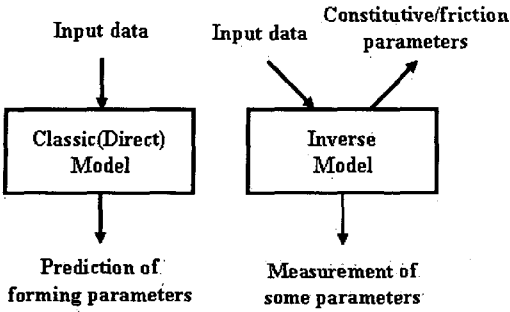 Input data
Classic(Direct)
Model
Prediction of
forming parameters
Input data
Constitutive/friction
parameters
Inverse
Model
Measurement of
some parameters